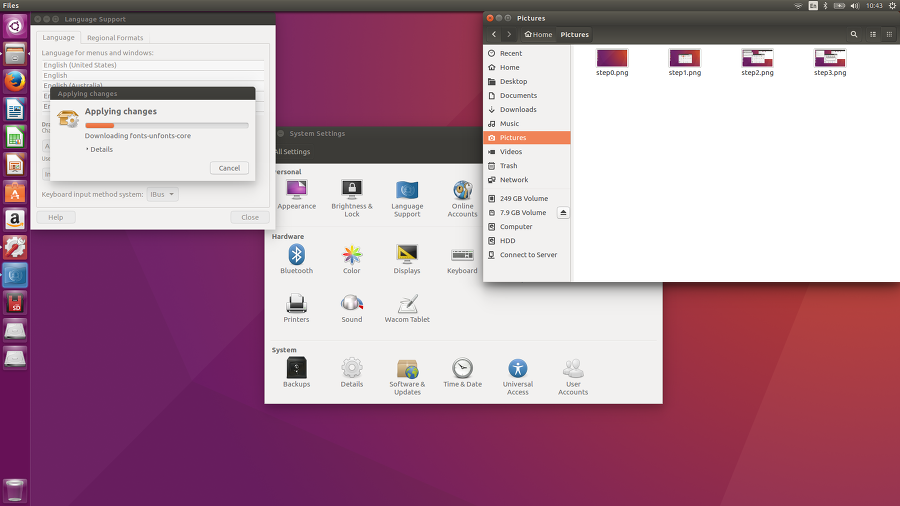 Files
En
10:43
Language Support
Language
Regional Formats
Language for menus and windows:
English (United States)
English
English (Australia)
Applying changes
Applying changes
Downloading fonts-unfonts-core
Details
Cancel
Keyboard input method system:
IBus
Help
Close
System Settings
All Settings
Personal
Appearance
Brightness &
Lock
Language
Support
Online
Accounts
Hardware
Bluetooth
Color
Displays
Keyboard
Printers
Sound
Wacom Tablet
System
Backups
Details
Software &
Updates
Time & Date
Universal
Access
User
Accounts
Pictures
Home
Pictures
Recent
Home
Desktop
Documents
Downloads
Music
Pictures
Videos
Trash
Network
249 GB Volume
7.9 GB Volume
Computer
HDD
Connect to Server
step0.png
step1.png
step2.png
step3.png
SD